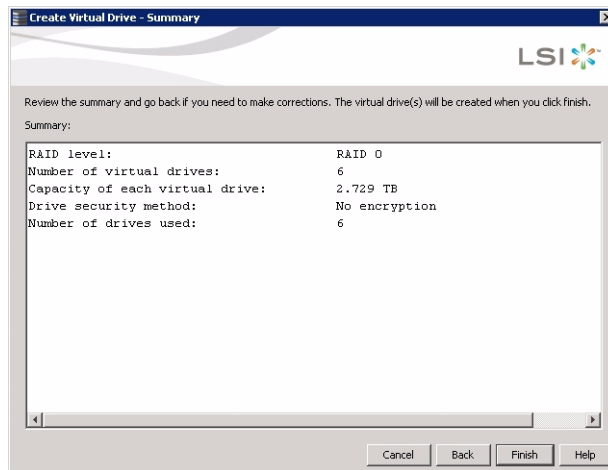 Create Virtual Drive - Summary
LSI
Review the summary and go back if you need to make corrections. The virtual drive(s) will be created when you click finish.
Summary:
RAID level: RAID 0
Number of virtual drives: 6
Capacity of each virtual drive: 2.729 TB
Drive security method: No encryption
Number of drives used: 6
Cancel Back Finish Help